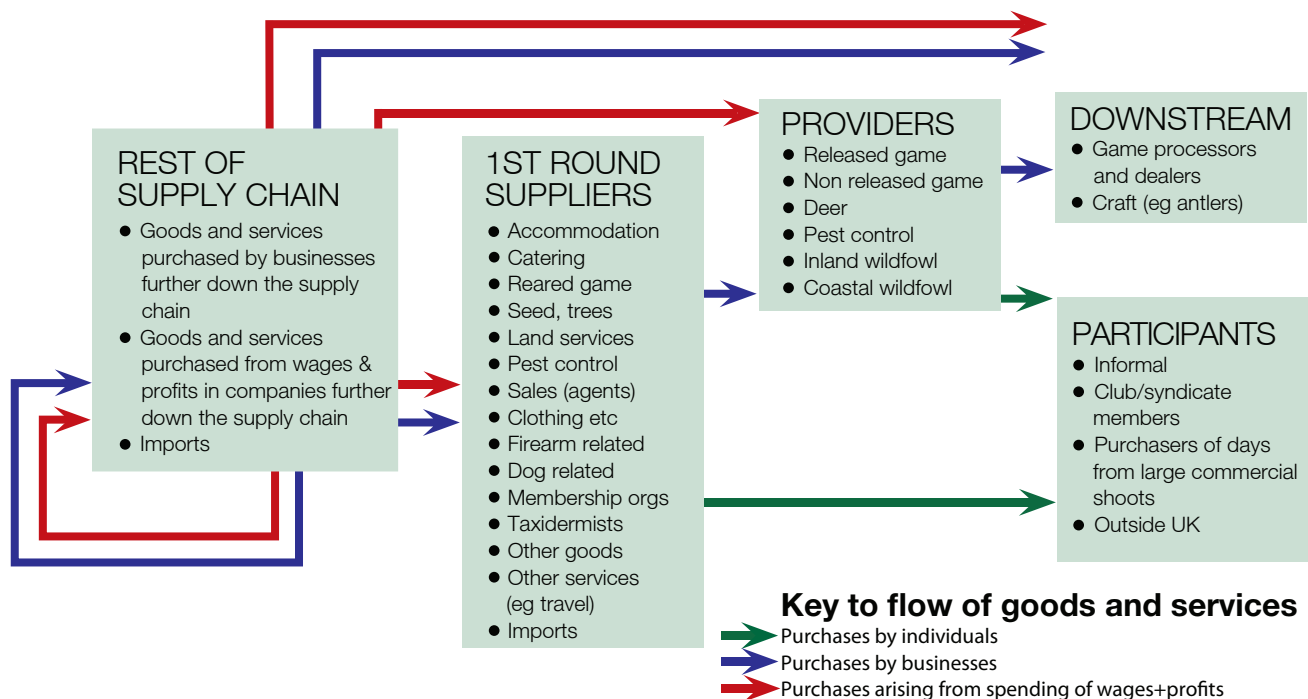 REST OF
SUPPLY CHAIN
● Goods and services
purchased by businesses
further down the supply
chain
● Goods and services
purchased from wages &
profits in companies further
down the supply chain
● Imports
1ST ROUND
SUPPLIERS
● Accommodation
● Catering
● Reared game
● Seed, trees
● Land services
● Pest control
● Sales (agents)
● Clothing etc
● Firearm related
● Dog related
● Membership orgs
● Taxidermists
● Other goods
● Other services
(eg travel)
● Imports
PROVIDERS
● Released game
● Non released game
● Deer
● Pest control
● Inland wildfowl
● Coastal wildfowl
DOWNSTREAM
● Game processors
and dealers
● Craft (eg antlers)
PARTICIPANTS
● Informal
● Club/syndicate
members
● Purchasers of days
from large commercial
shoots
● Outside UK
Key to flow of goods and services
Purchases by individuals
Purchases by businesses
Purchases arising from spending of wages+profits